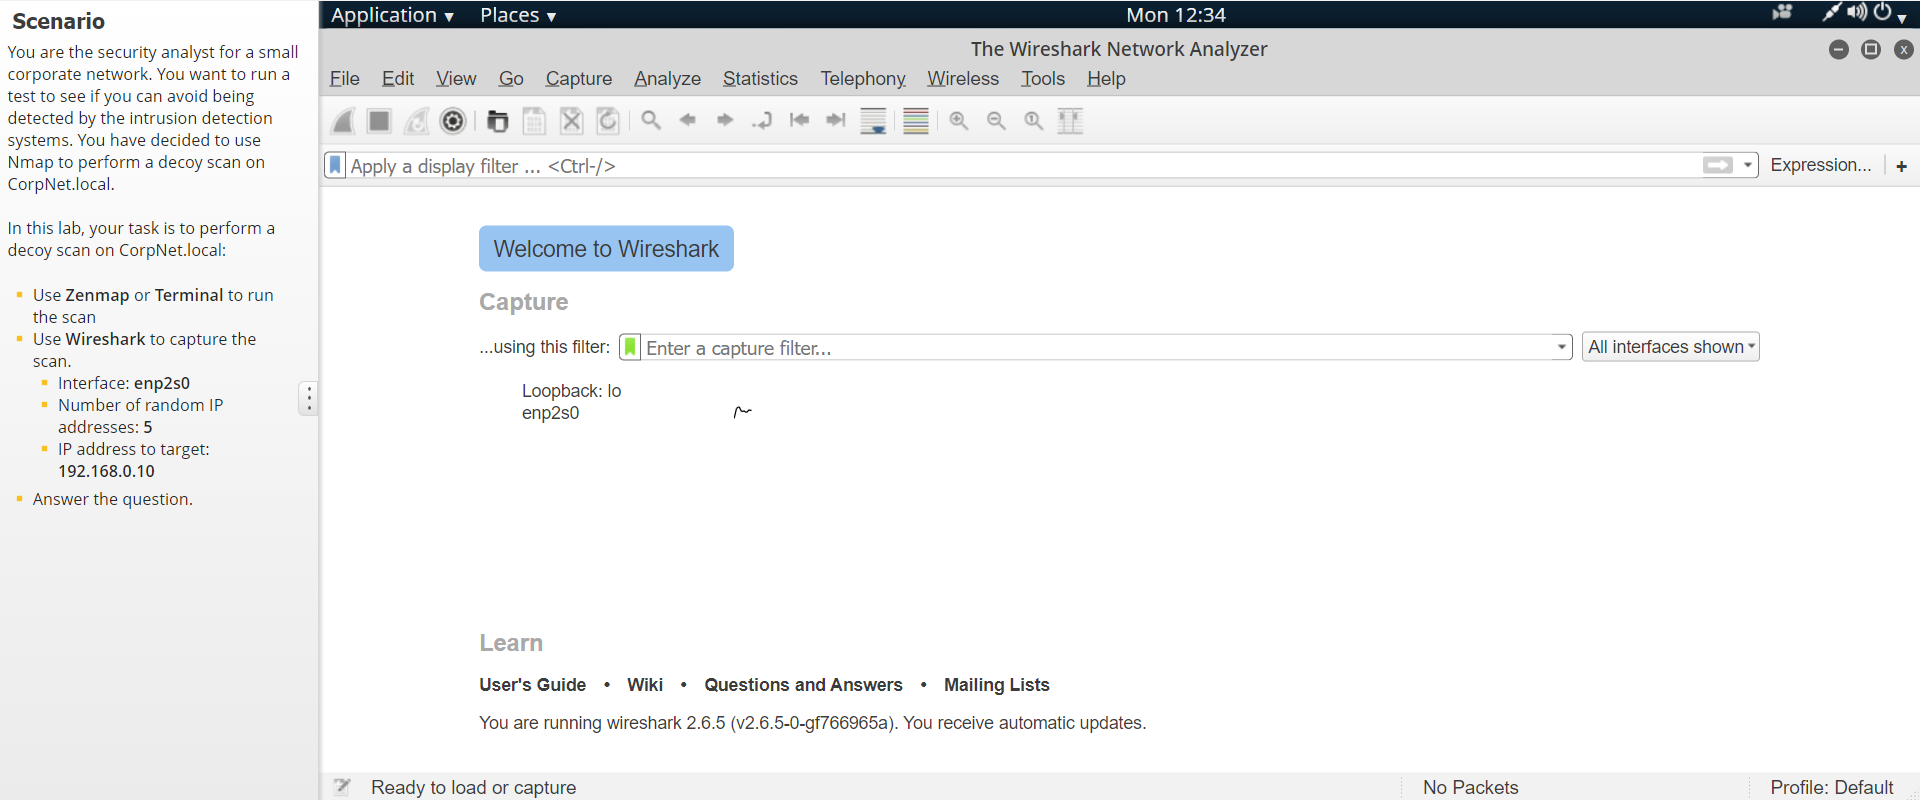 Scenario
You are the security analyst for a small
corporate network. You want to run a
test to see if you can avoid being
detected by the intrusion detection
systems. You have decided to use
Nmap to perform a decoy scan on
CorpNet.local.
In this lab, your task is to perform a
decoy scan on CorpNet.local:
Use Zenmap or Terminal to run
the scan
Use Wireshark to capture the
scan.
Interface: enp2s0
Number of random IP
addresses: 5
IP address to target:
192.168.0.10
Answer the question.
Application ▾ Places ▾ Mon 12:34
The Wireshark Network Analyzer
File Edit View Go Capture Analyze Statistics Telephony Wireless Tools Help
Apply a display filter ... <Ctrl-/> Expression... +
Welcome to Wireshark
Capture
...using this filter: Enter a capture filter... All interfaces shown
Loopback: lo
enp2s0
Learn
User's Guide • Wiki • Questions and Answers • Mailing Lists
You are running wireshark 2.6.5 (v2.6.5-0-gf766965a). You receive automatic updates.
Ready to load or capture No Packets Profile: Default